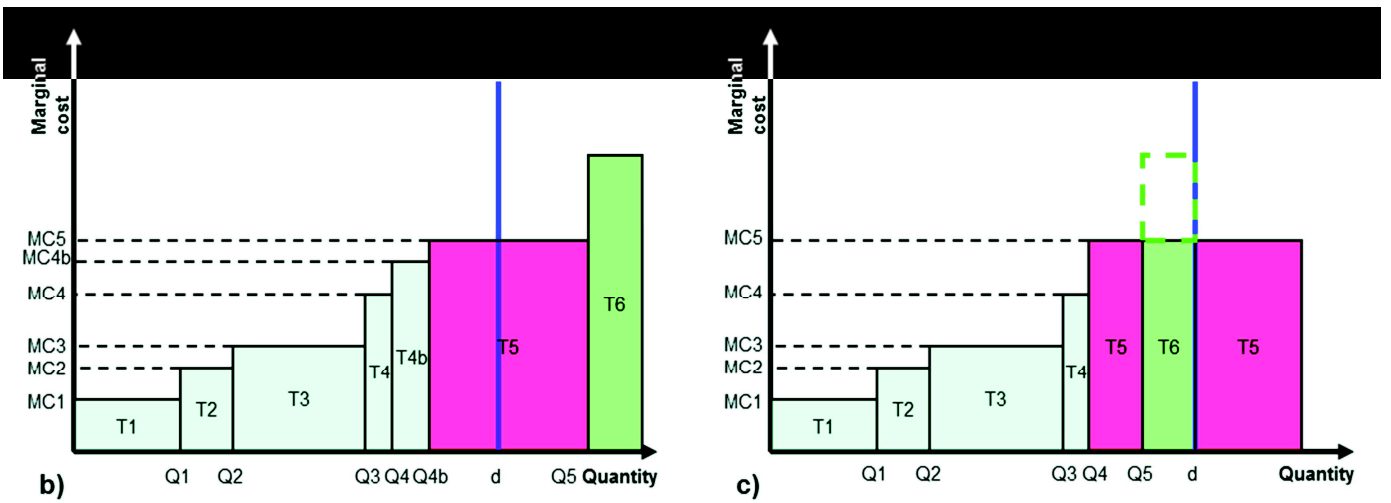 Marginal
cost
MC5
MC4b
MC4
MC3
MC2
MC1
T1
T2
T3
T4
T4b
T5
T6
Q1
Q2
Q3
Q4
Q4b
d
Q5
Quantity
b)
Marginal
cost
MC5
MC4
MC3
MC2
MC1
T1
T2
T3
T4
T5
T6
T5
Q1
Q2
Q3
Q4
Q5
d
Quantity
c)